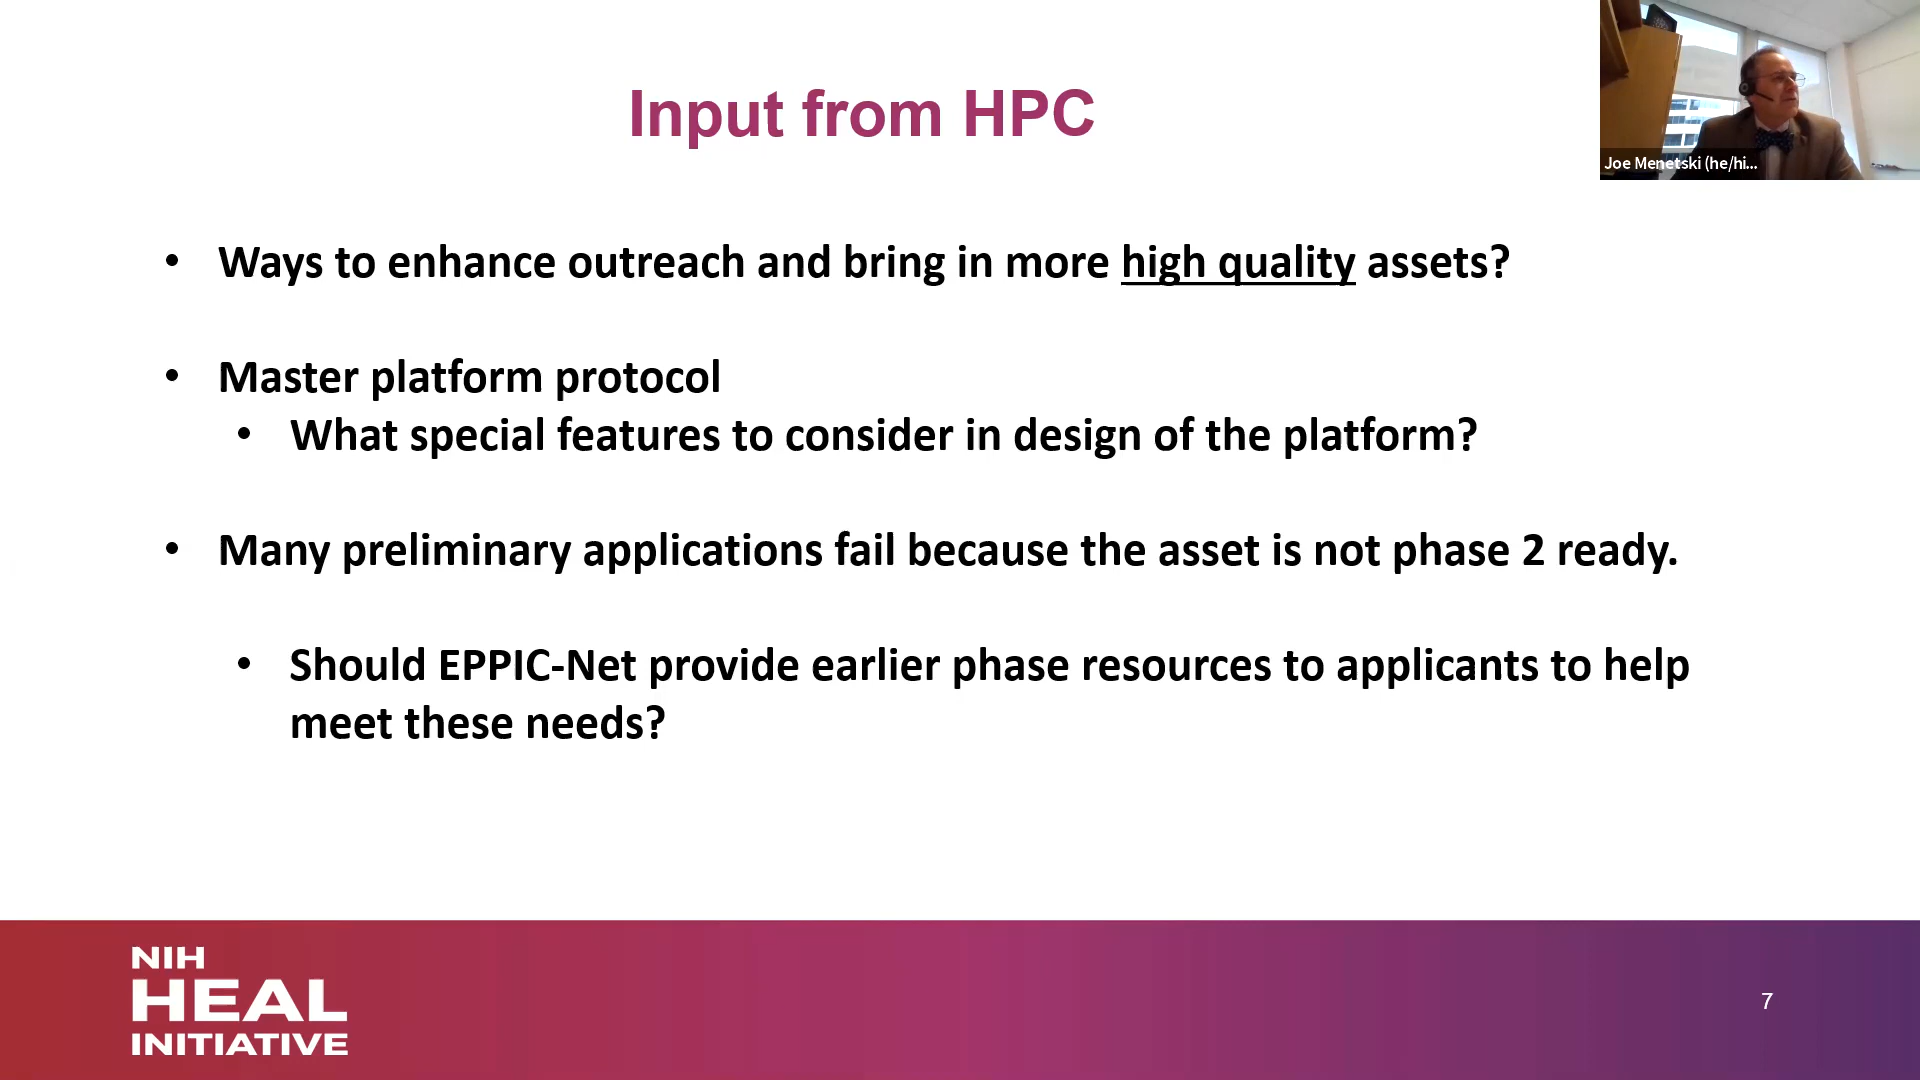 Input from HPC
Joe Menetski (he/hi...
• Ways to enhance outreach and bring in more high quality assets?
• Master platform protocol
• What special features to consider in design of the platform?
• Many preliminary applications fail because the asset is not phase 2 ready.
• Should EPPIC-Net provide earlier phase resources to applicants to help
meet these needs?
NIH
HEAL
INITIATIVE
7